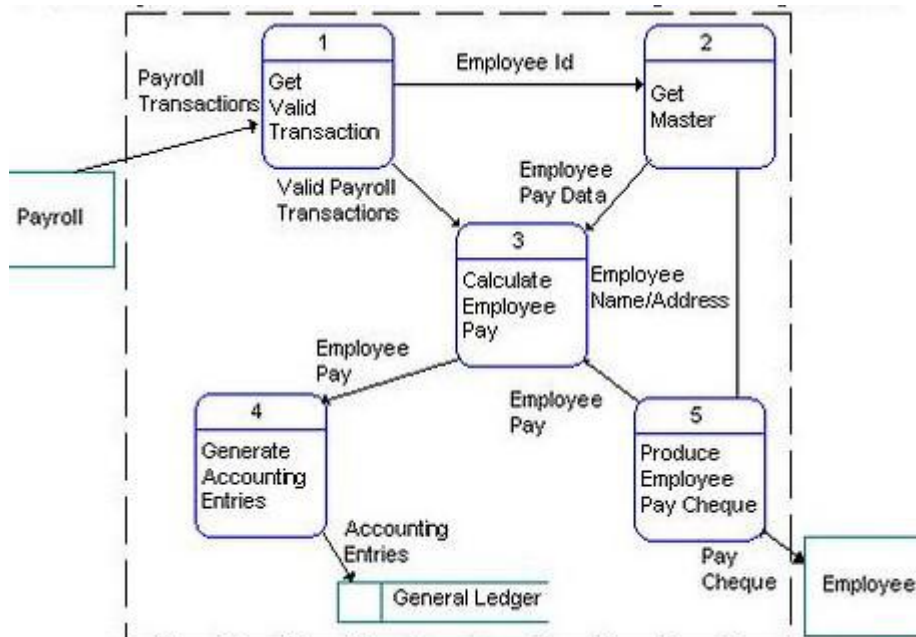 1
Get
Valid
Transaction
2
Get
Master
Employee Id
Payroll
Transactions
Payroll
Valid Payroll
Transactions
Employee
Pay Data
3
Calculate
Employee
Pay
Employee
Name/Address
Employee
Pay
Employee
Pay
4
Generate
Accounting
Entries
5
Produce
Employee
Pay Cheque
Accounting
Entries
General Ledger
Pay
Cheque
Employee